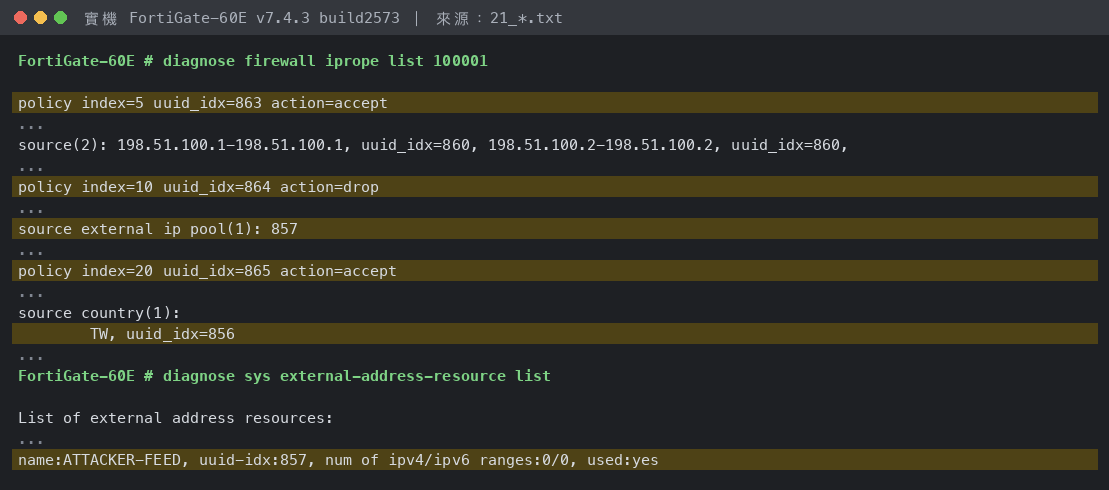 實機 FortiGate-60E v7.4.3 build2573 | 來源：21_*.txt
FortiGate-60E # diagnose firewall iprope list 100001
policy index=5 uuid_idx=863 action=accept
...
source(2): 198.51.100.1-198.51.100.1, uuid_idx=860, 198.51.100.2-198.51.100.2, uuid_idx=860,
...
policy index=10 uuid_idx=864 action=drop
...
source external ip pool(1): 857
...
policy index=20 uuid_idx=865 action=accept
...
source country(1):
TW, uuid_idx=856
...
FortiGate-60E # diagnose sys external-address-resource list
List of external address resources:
...
name:ATTACKER-FEED, uuid-idx:857, num of ipv4/ipv6 ranges:0/0, used:yes